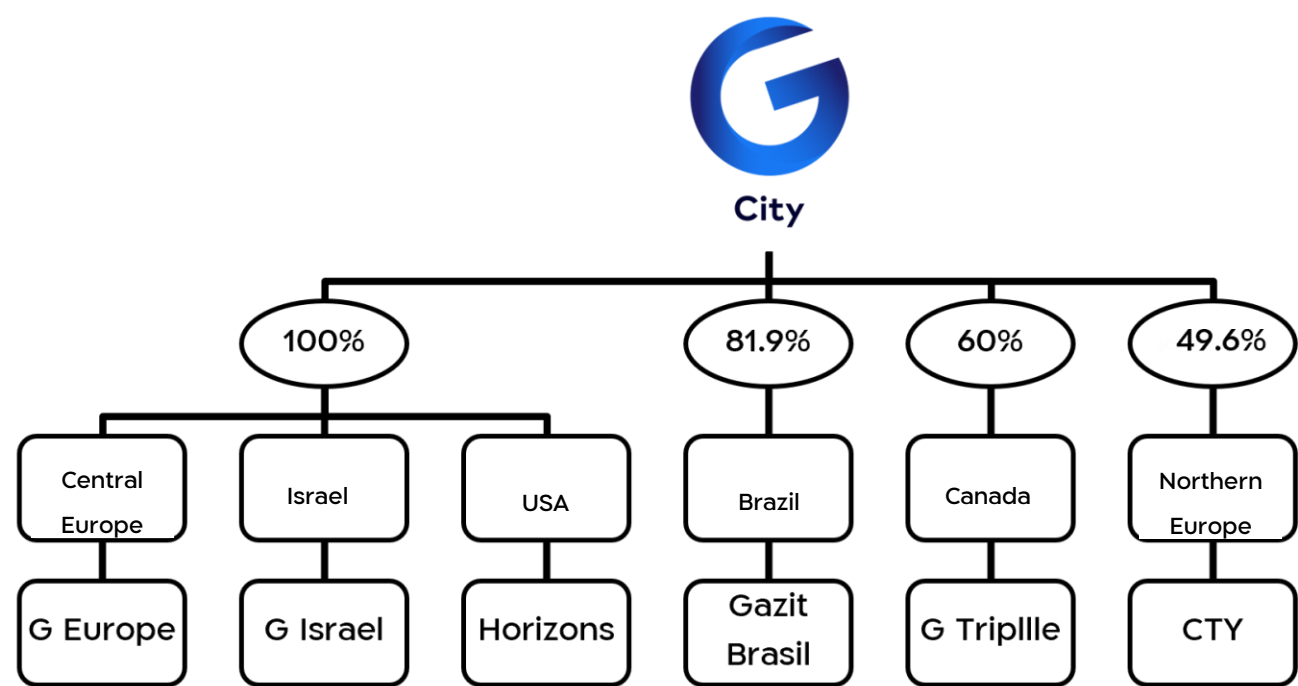 City
100%
81.9%
60%
49.6%
Central
Europe
Israel
USA
Brazil
Canada
Northern
Europe
G Europe
G Israel
Horizons
Gazit
Brasil
G Tripllle
CTY